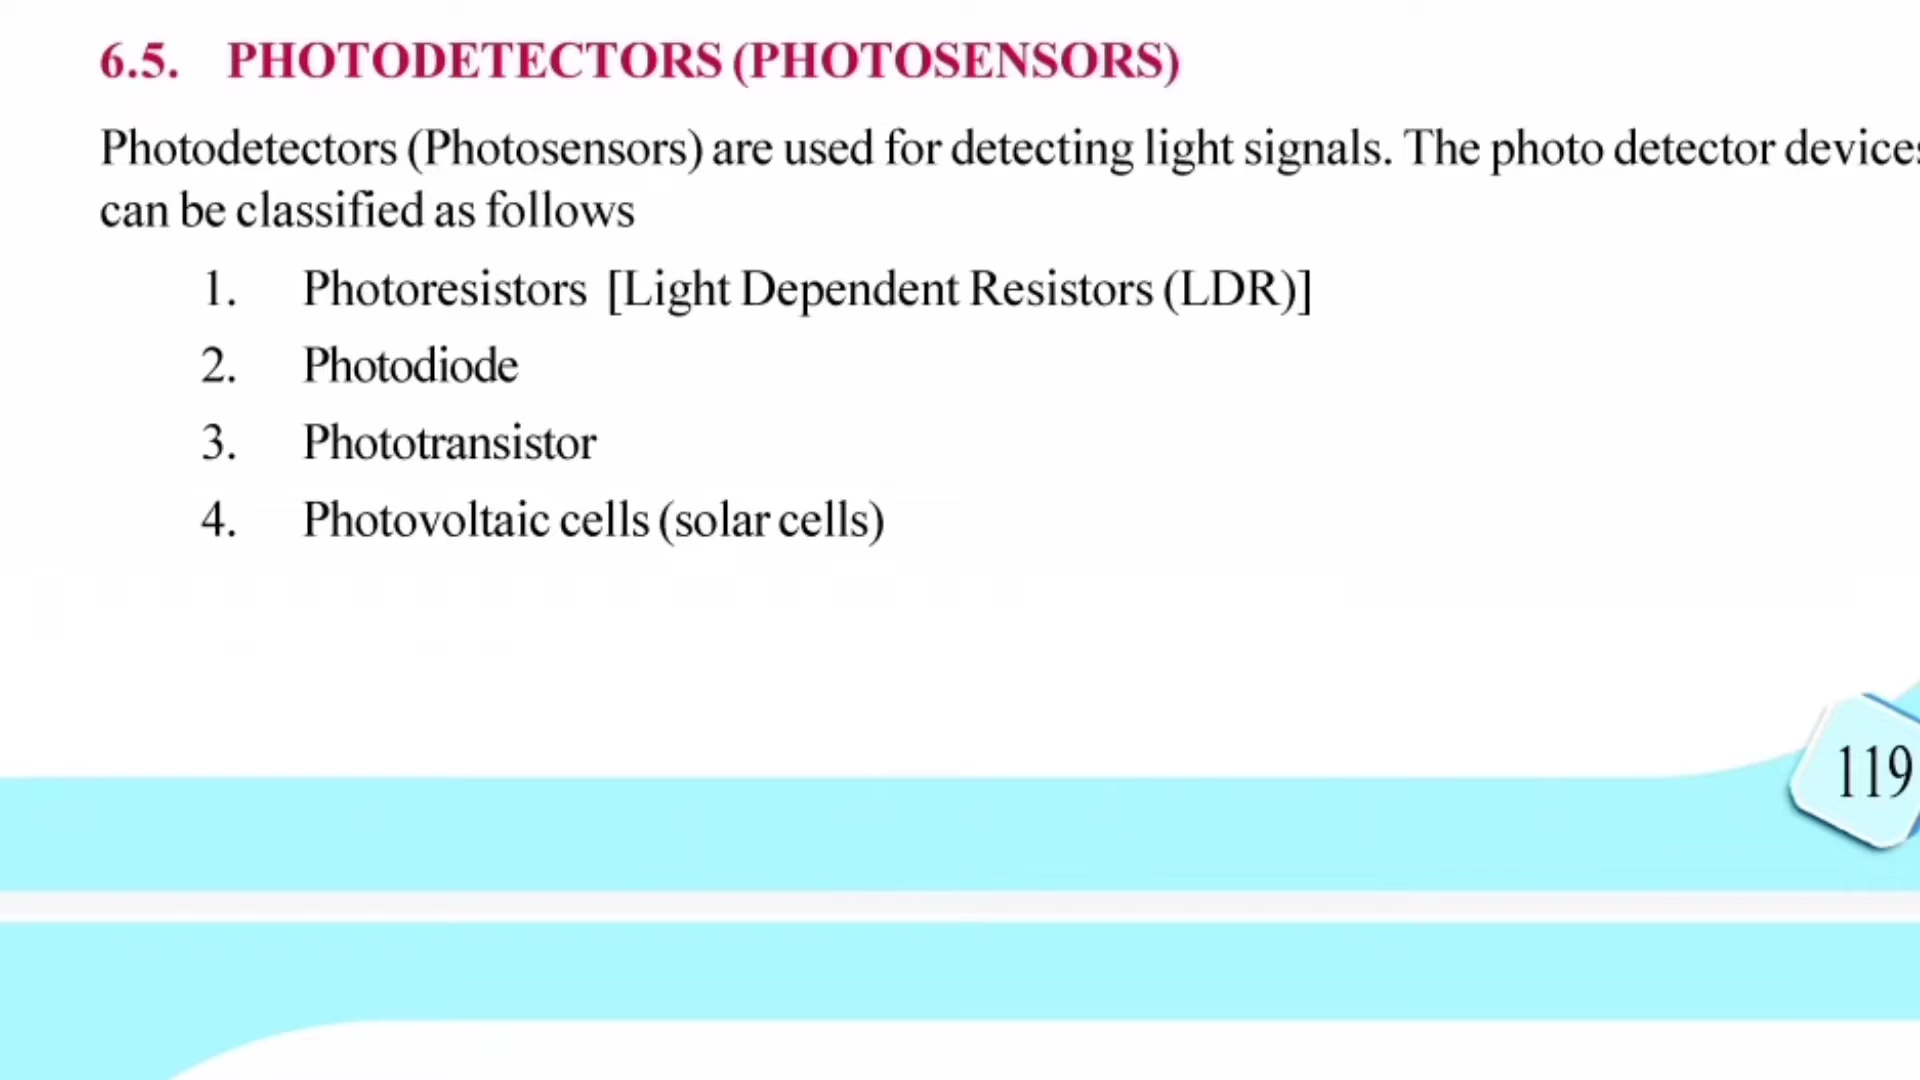 6.5. PHOTODETECTORS (PHOTOSENSORS)
Photodetectors (Photosensors) are used for detecting light signals. The photo detector devices
can be classified as follows
1. Photoresistors [Light Dependent Resistors (LDR)]
2. Photodiode
3. Phototransistor
4. Photovoltaic cells (solar cells)
119